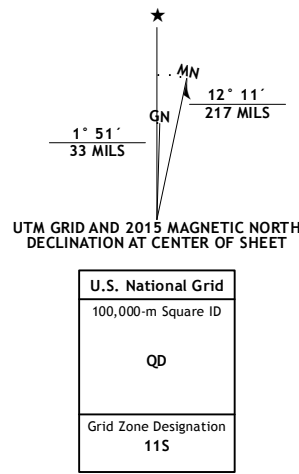 ★
MN
12° 11´
217 MILS
GN
1° 51´
33 MILS
UTM GRID AND 2015 MAGNETIC NORTH
DECLINATION AT CENTER OF SHEET
U.S. National Grid
100,000-m Square ID
QD
Grid Zone Designation
11S